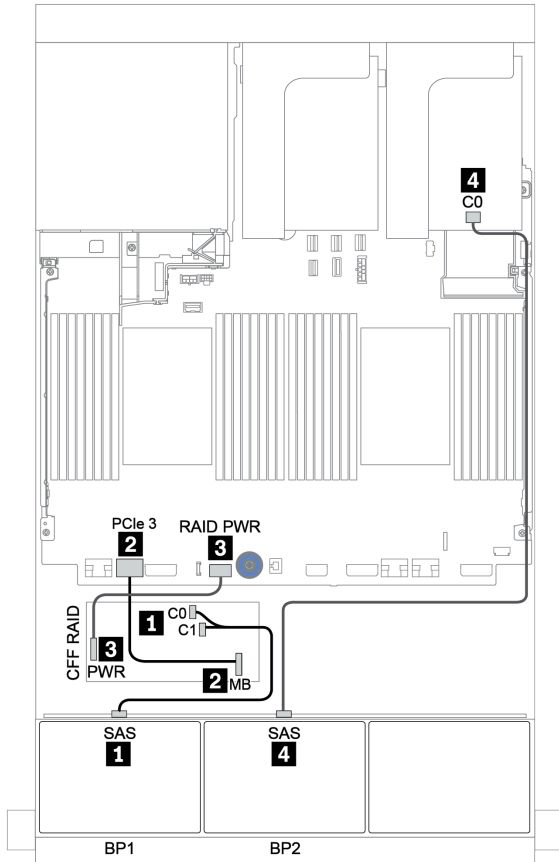 4
C0
PCIe 3
2
RAID PWR
3
CFF RAID
1
C0
C1
3
PWR
2
MB
SAS
1
SAS
4
BP1
BP2